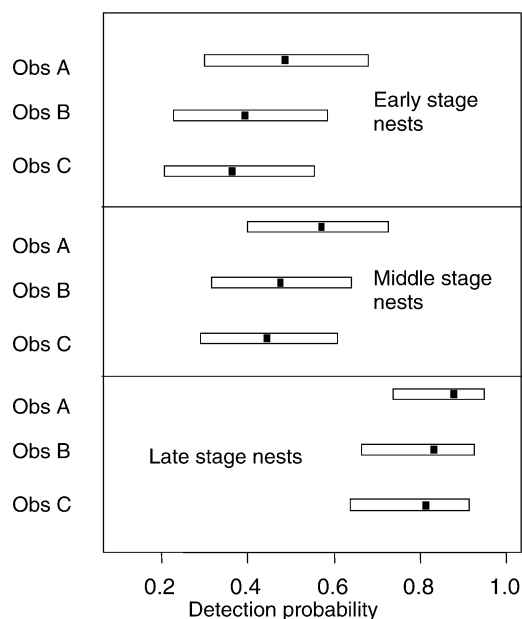 Obs A
Obs B
Obs C
Early stage
nests
Obs A
Obs B
Obs C
Middle stage
nests
Obs A
Obs B
Obs C
Late stage nests
0.2 0.4 0.6 0.8 1.0
Detection probability